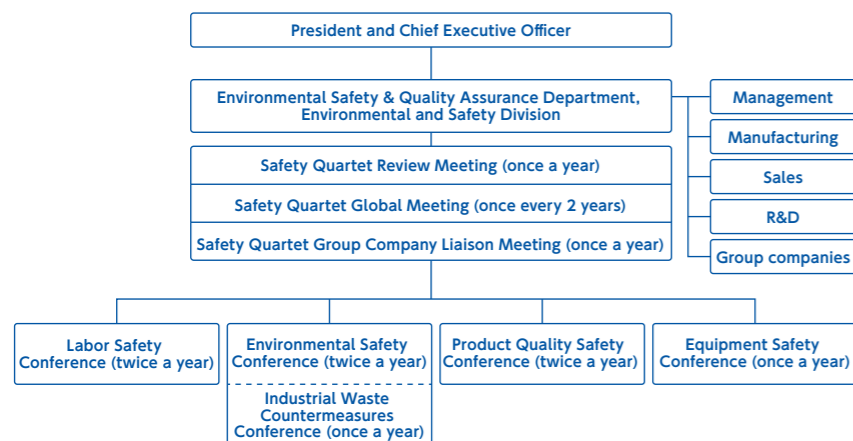 President and Chief Executive Officer
Environmental Safety & Quality Assurance Department,
Environmental and Safety Division
Management
Manufacturing
Sales
R&D
Group companies
Safety Quartet Review Meeting (once a year)
Safety Quartet Global Meeting (once every 2 years)
Safety Quartet Group Company Liaison Meeting (once a year)
Labor Safety
Conference (twice a year)
Environmental Safety
Conference (twice a year)
Industrial Waste
Countermeasures
Conference (once a year)
Product Quality Safety
Conference (twice a year)
Equipment Safety
Conference (once a year)